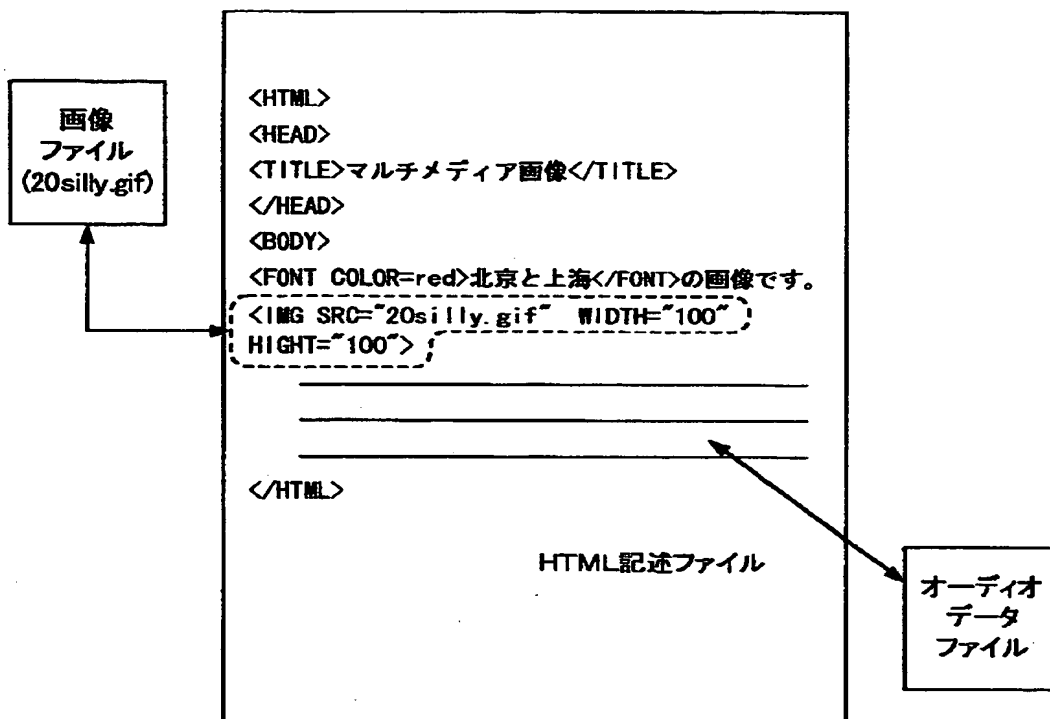 画像
ファイル
(20silly.gif)
<HTML>
<HEAD>
<TITLE>マルチメディア画像</TITLE>
</HEAD>
<BODY>
<FONT COLOR=red>北京と上海</FONT>の画像です。
<IMG SRC="20silly.gif" WIDTH="100"
HIGHT="100">
</HTML>
HTML記述ファイル
オーディオ
データ
ファイル